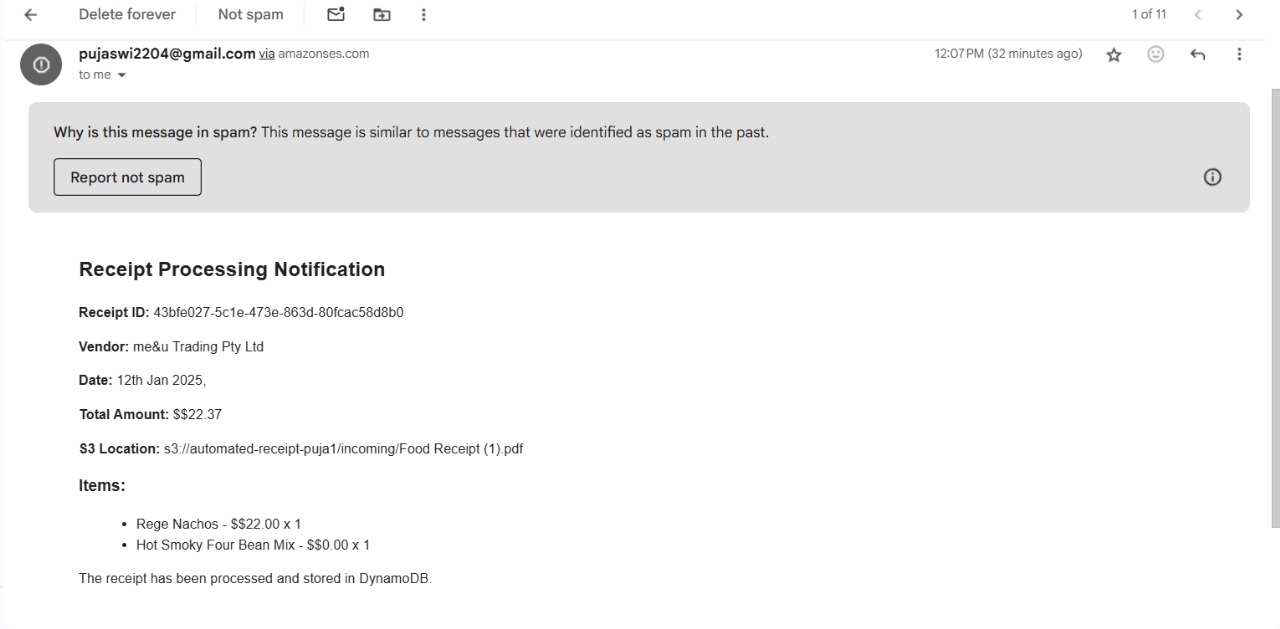 Delete forever Not spam 1 of 11
pujaswi2204@gmail.com via amazonses.com 12:07 PM (32 minutes ago)
to me
Why is this message in spam? This message is similar to messages that were identified as spam in the past.
Report not spam
Receipt Processing Notification
Receipt ID: 43bfe027-5c1e-473e-863d-80fcac58d8b0
Vendor: me&u Trading Pty Ltd
Date: 12th Jan 2025,
Total Amount: $$22.37
S3 Location: s3://automated-receipt-puja1/incoming/Food Receipt (1).pdf
Items:
• Rege Nachos - $$22.00 x 1
• Hot Smoky Four Bean Mix - $$0.00 x 1
The receipt has been processed and stored in DynamoDB.